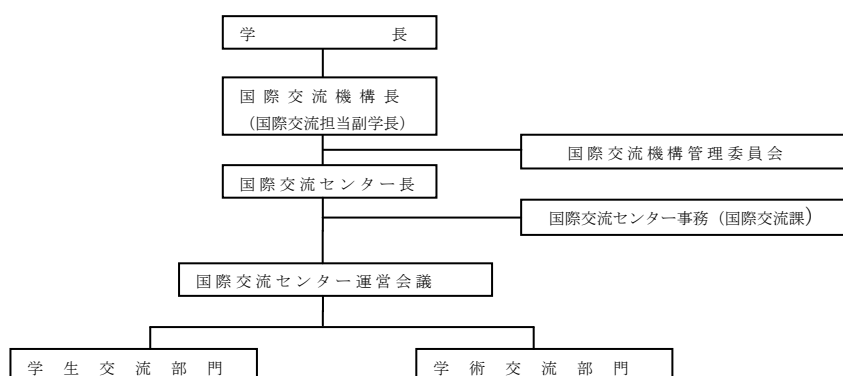 学長
国際交流機構長
（国際交流担当副学長）
国際交流機構管理委員会
国際交流センター長
国際交流センター事務（国際交流課）
国際交流センター運営会議
学生交流部門
学術交流部門